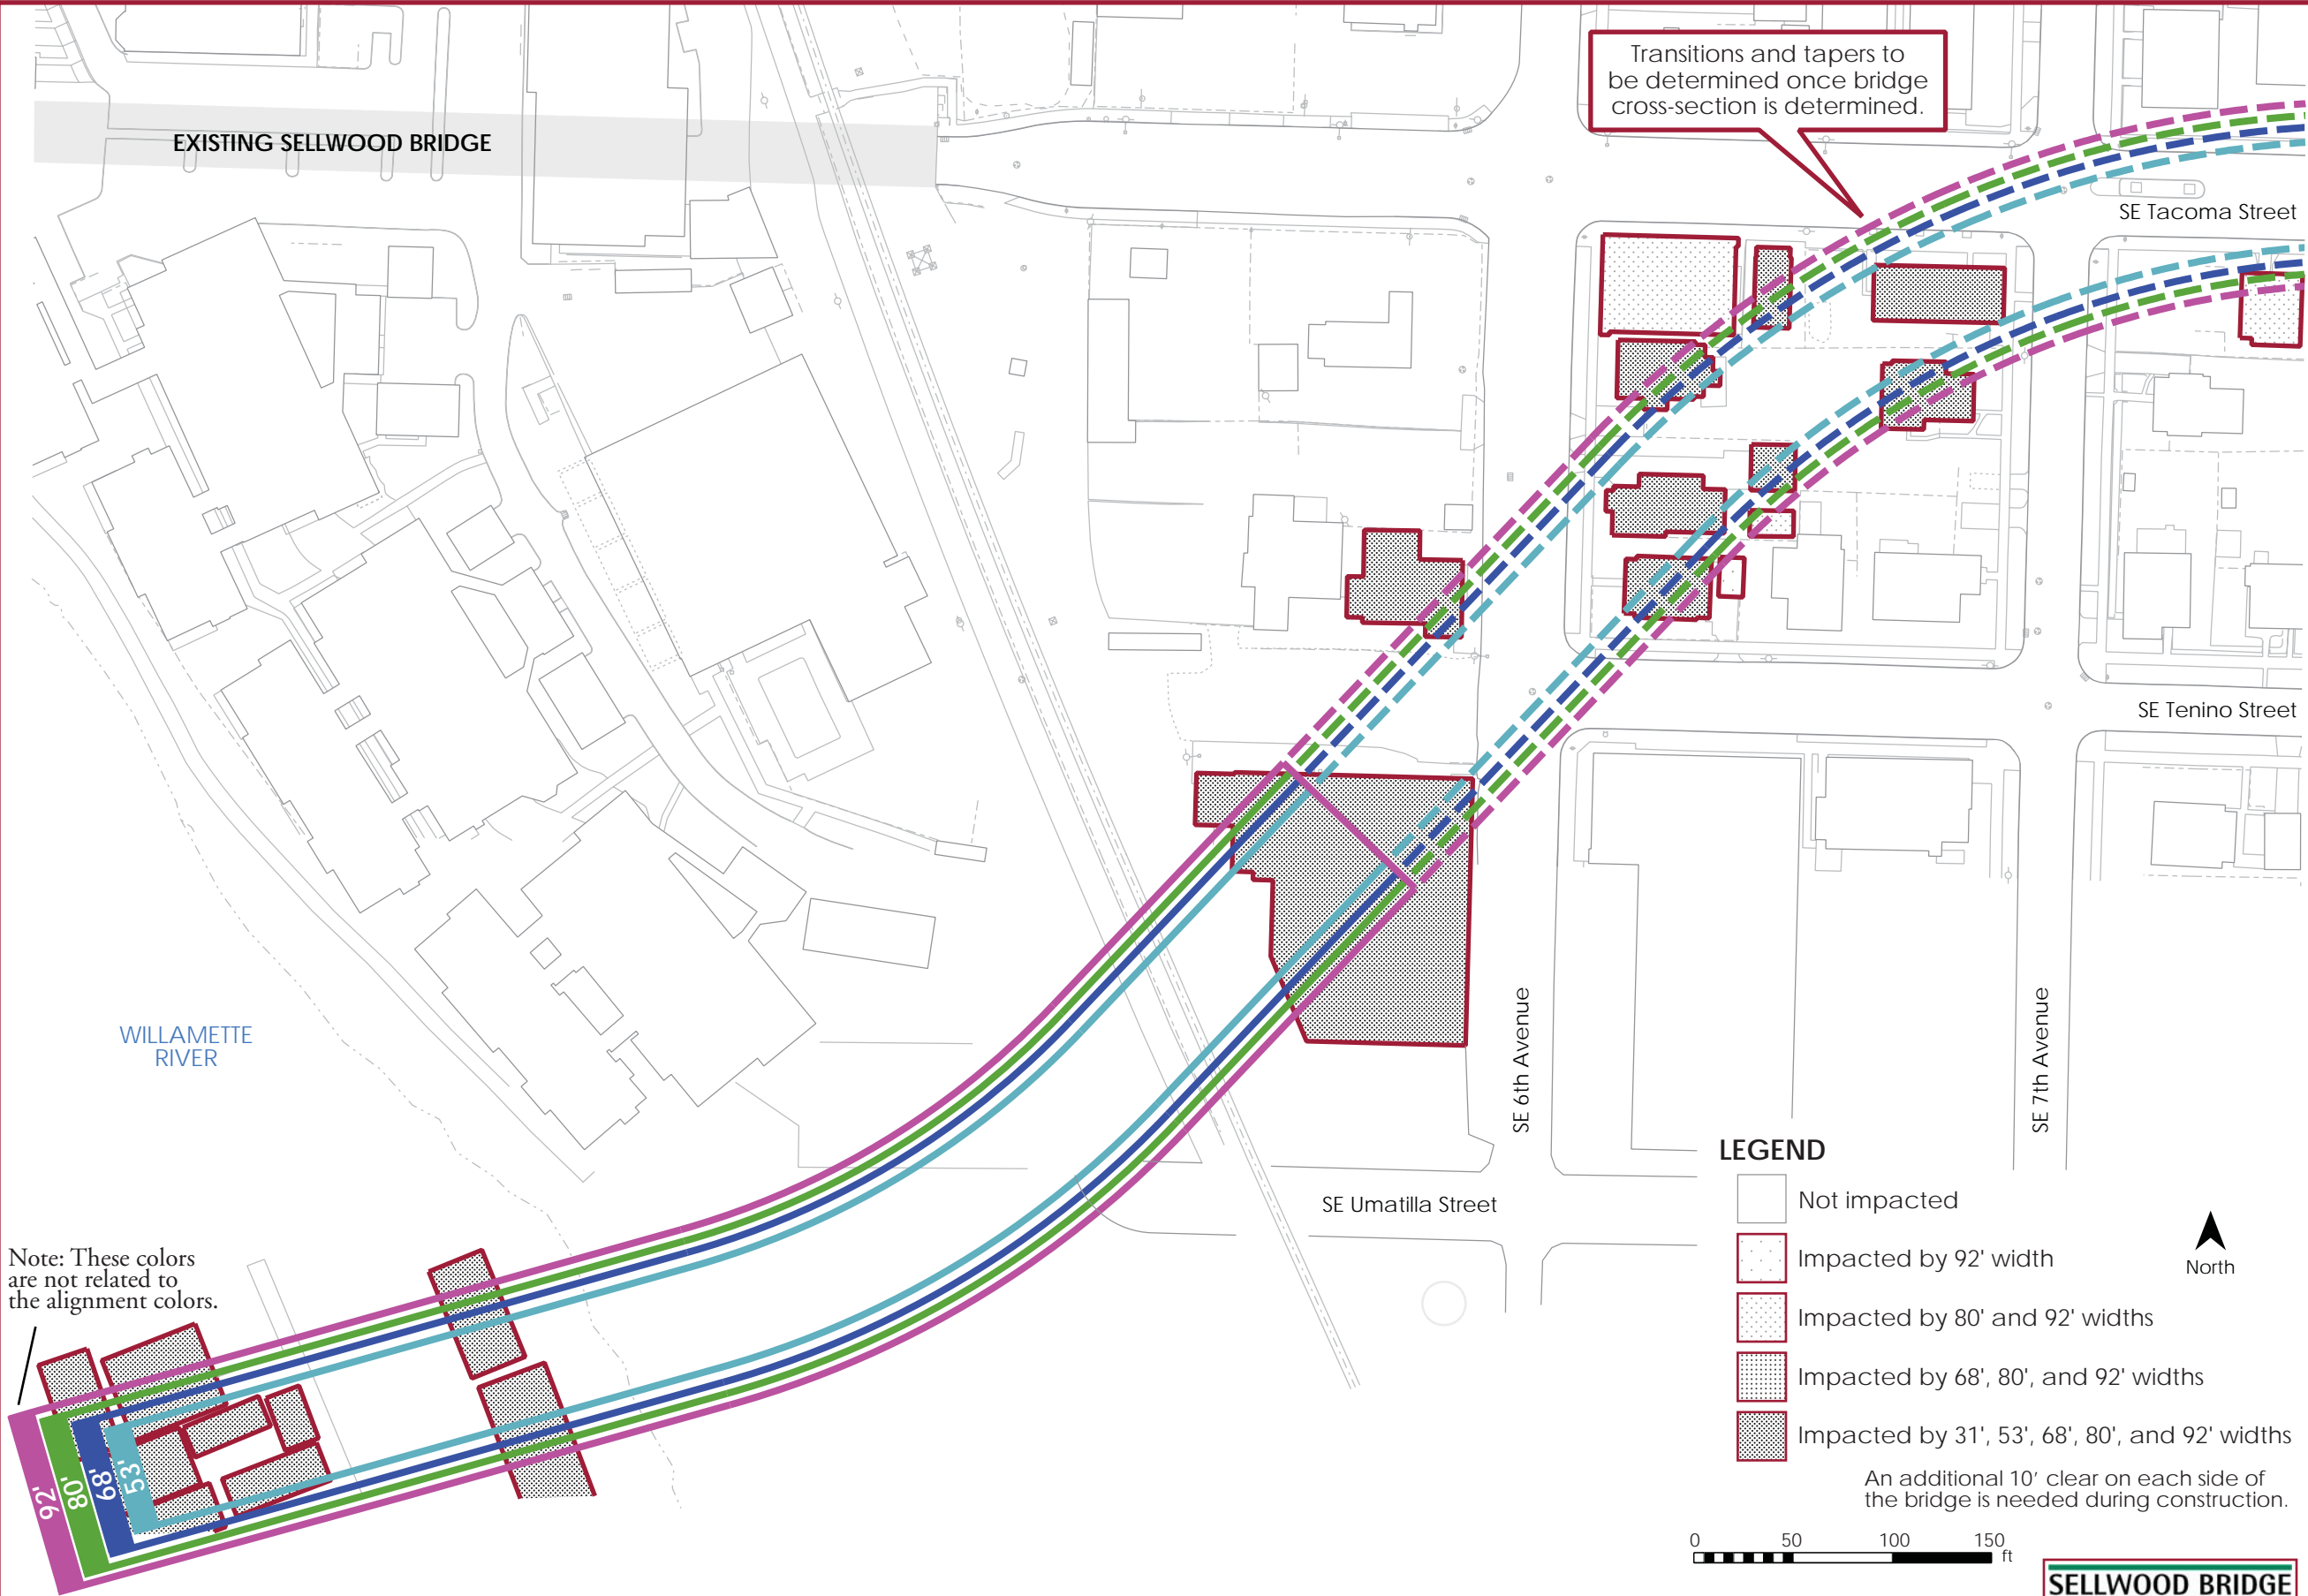 Transitions and tapers to
be determined once bridge
cross-section is determined.
EXISTING SELLWOOD BRIDGE
SE Tacoma Street
SE Tenino Street
WILLAMETTE
RIVER
SE 6th Avenue
SE 7th Avenue
SE Umatilla Street
Note: These colors
are not related to
the alignment colors.
92'
80'
68'
53'
LEGEND
Not impacted
Impacted by 92' width
Impacted by 80' and 92' widths
Impacted by 68', 80', and 92' widths
Impacted by 31', 53', 68', 80', and 92' widths
North
An additional 10′ clear on each side of
the bridge is needed during construction.
0 50 100 150
ft
SELLWOOD BRIDGE